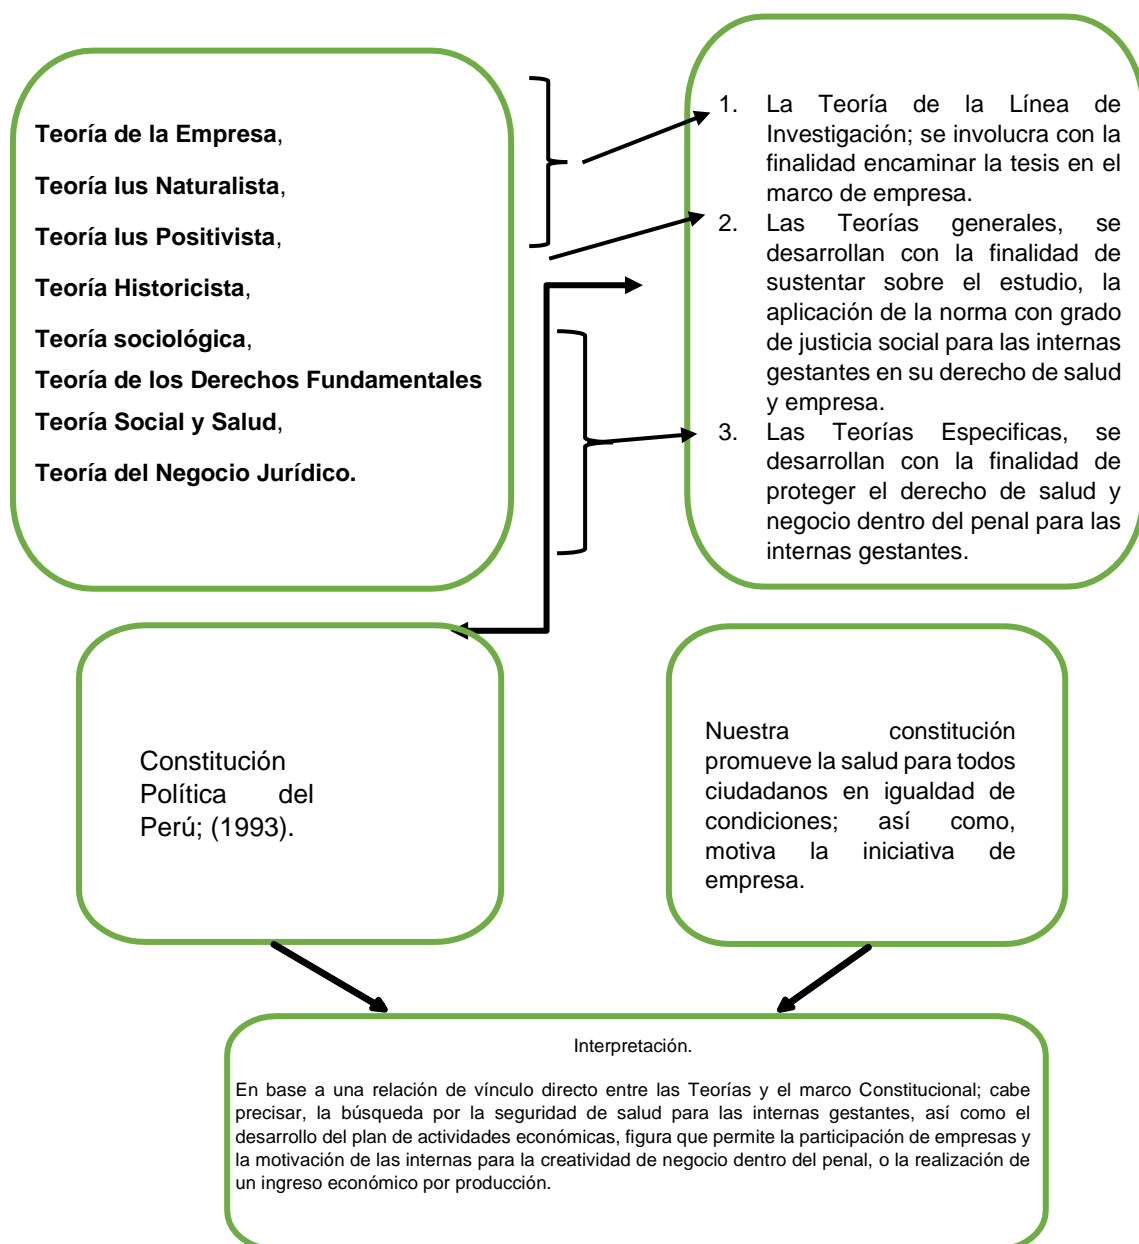 Teoría de la Empresa,
Teoría Ius Naturalista,
Teoría Ius Positivista,
Teoría Historicista,
Teoría sociológica,
Teoría de los Derechos Fundamentales
Teoría Social y Salud,
Teoría del Negocio Jurídico.
1. La Teoría de la Línea de
Investigación; se involucra con la
finalidad encaminar la tesis en el
marco de empresa.
2. Las Teorías generales, se
desarrollan con la finalidad de
sustentar sobre el estudio, la
aplicación de la norma con grado
de justicia social para las internas
gestantes en su derecho de salud
y empresa.
3. Las Teorías Especificas, se
desarrollan con la finalidad de
proteger el derecho de salud y
negocio dentro del penal para las
internas gestantes.
Constitución
Política del
Perú; (1993).
Nuestra constitución
promueve la salud para todos
ciudadanos en igualdad de
condiciones; así como,
motiva la iniciativa de
empresa.
Interpretación.
En base a una relación de vínculo directo entre las Teorías y el marco Constitucional; cabe
precisar, la búsqueda por la seguridad de salud para las internas gestantes, así como el
desarrollo del plan de actividades económicas, figura que permite la participación de empresas y
la motivación de las internas para la creatividad de negocio dentro del penal, o la realización de
un ingreso económico por producción.